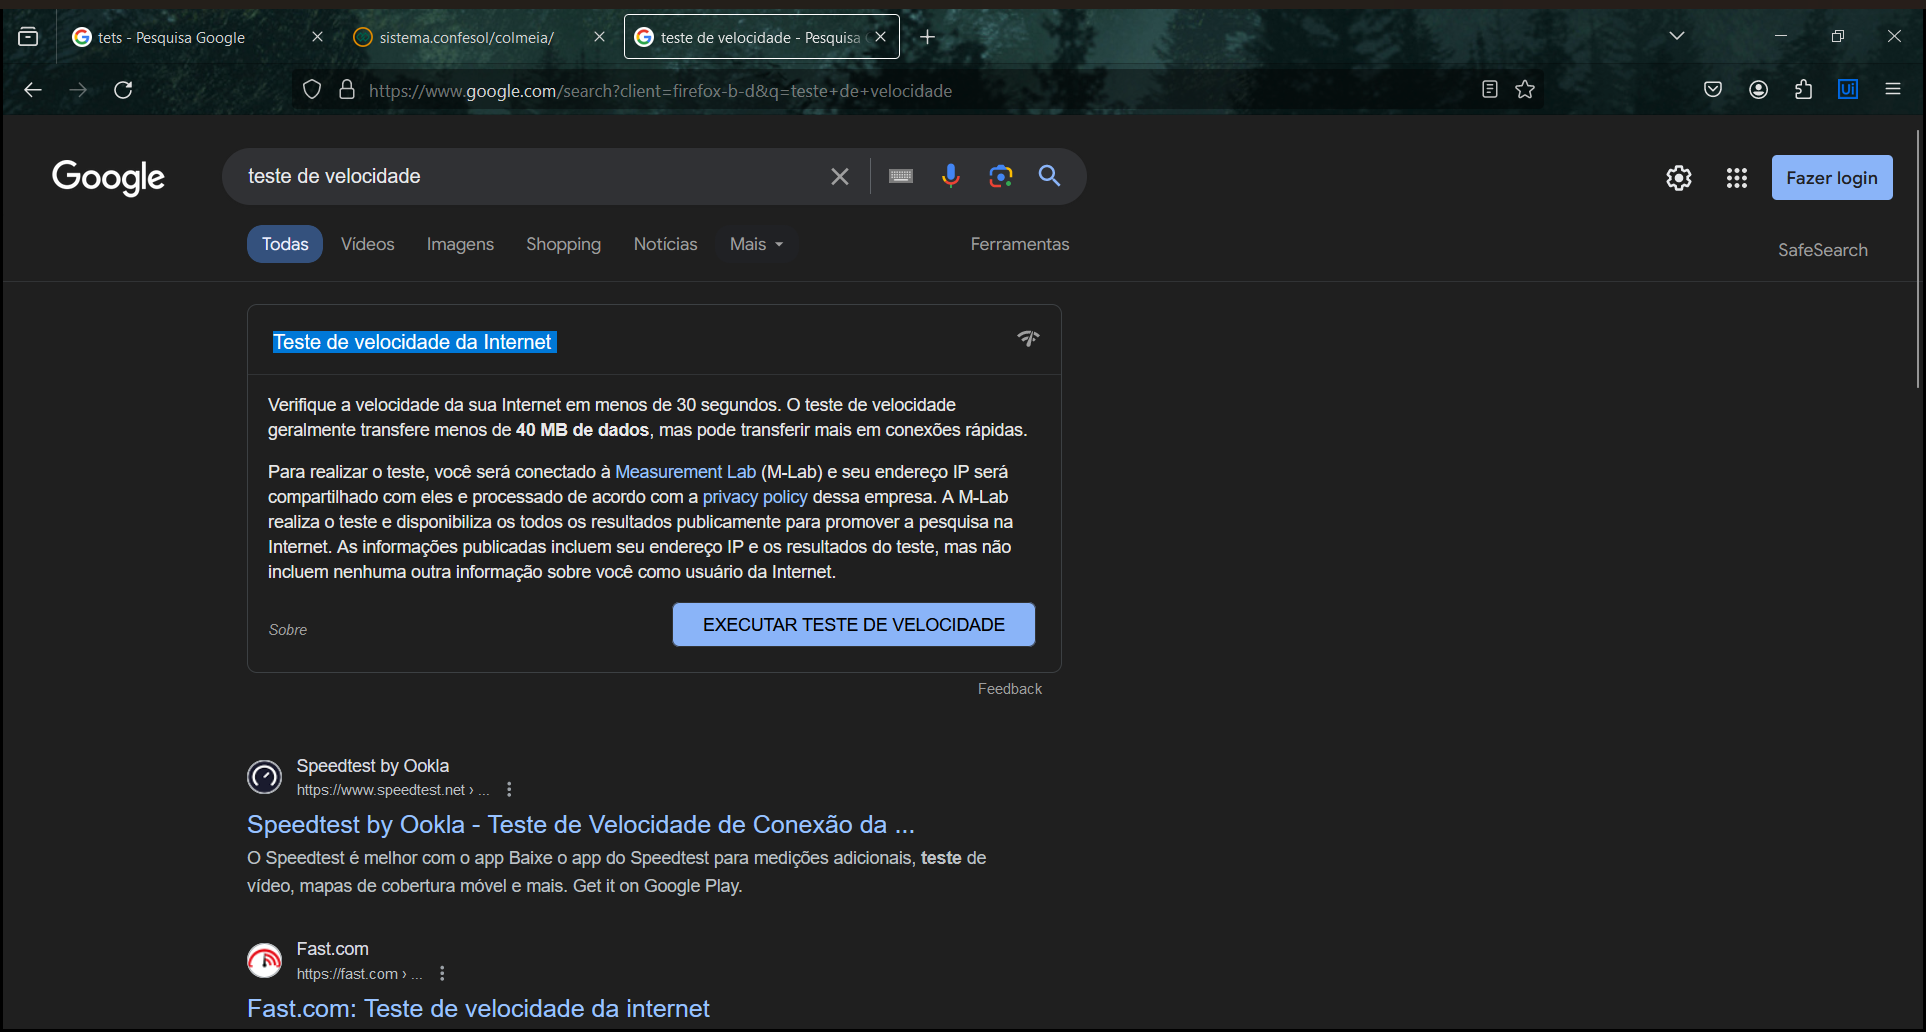 tets - Pesquisa Google
sistema.confesol/colmeia/
teste de velocidade - Pesquisa
https://www.google.com/search?client=firefox-b-d&q=teste+de+velocidade
Ui
Google
teste de velocidade
Fazer login
Todas
Vídeos
Imagens
Shopping
Notícias
Mais
Ferramentas
SafeSearch
Teste de velocidade da Internet
Verifique a velocidade da sua Internet em menos de 30 segundos. O teste de velocidade
geralmente transfere menos de 40 MB de dados, mas pode transferir mais em conexões rápidas.
Para realizar o teste, você será conectado à Measurement Lab (M-Lab) e seu endereço IP será
compartilhado com eles e processado de acordo com a privacy policy dessa empresa. A M-Lab
realiza o teste e disponibiliza os todos os resultados publicamente para promover a pesquisa na
Internet. As informações publicadas incluem seu endereço IP e os resultados do teste, mas não
incluem nenhuma outra informação sobre você como usuário da Internet.
Sobre
EXECUTAR TESTE DE VELOCIDADE
Feedback
Speedtest by Ookla
https://www.speedtest.net › ...
Speedtest by Ookla - Teste de Velocidade de Conexão da ...
O Speedtest é melhor com o app Baixe o app do Speedtest para medições adicionais, teste de
vídeo, mapas de cobertura móvel e mais. Get it on Google Play.
Fast.com
https://fast.com › ...
Fast.com: Teste de velocidade da internet